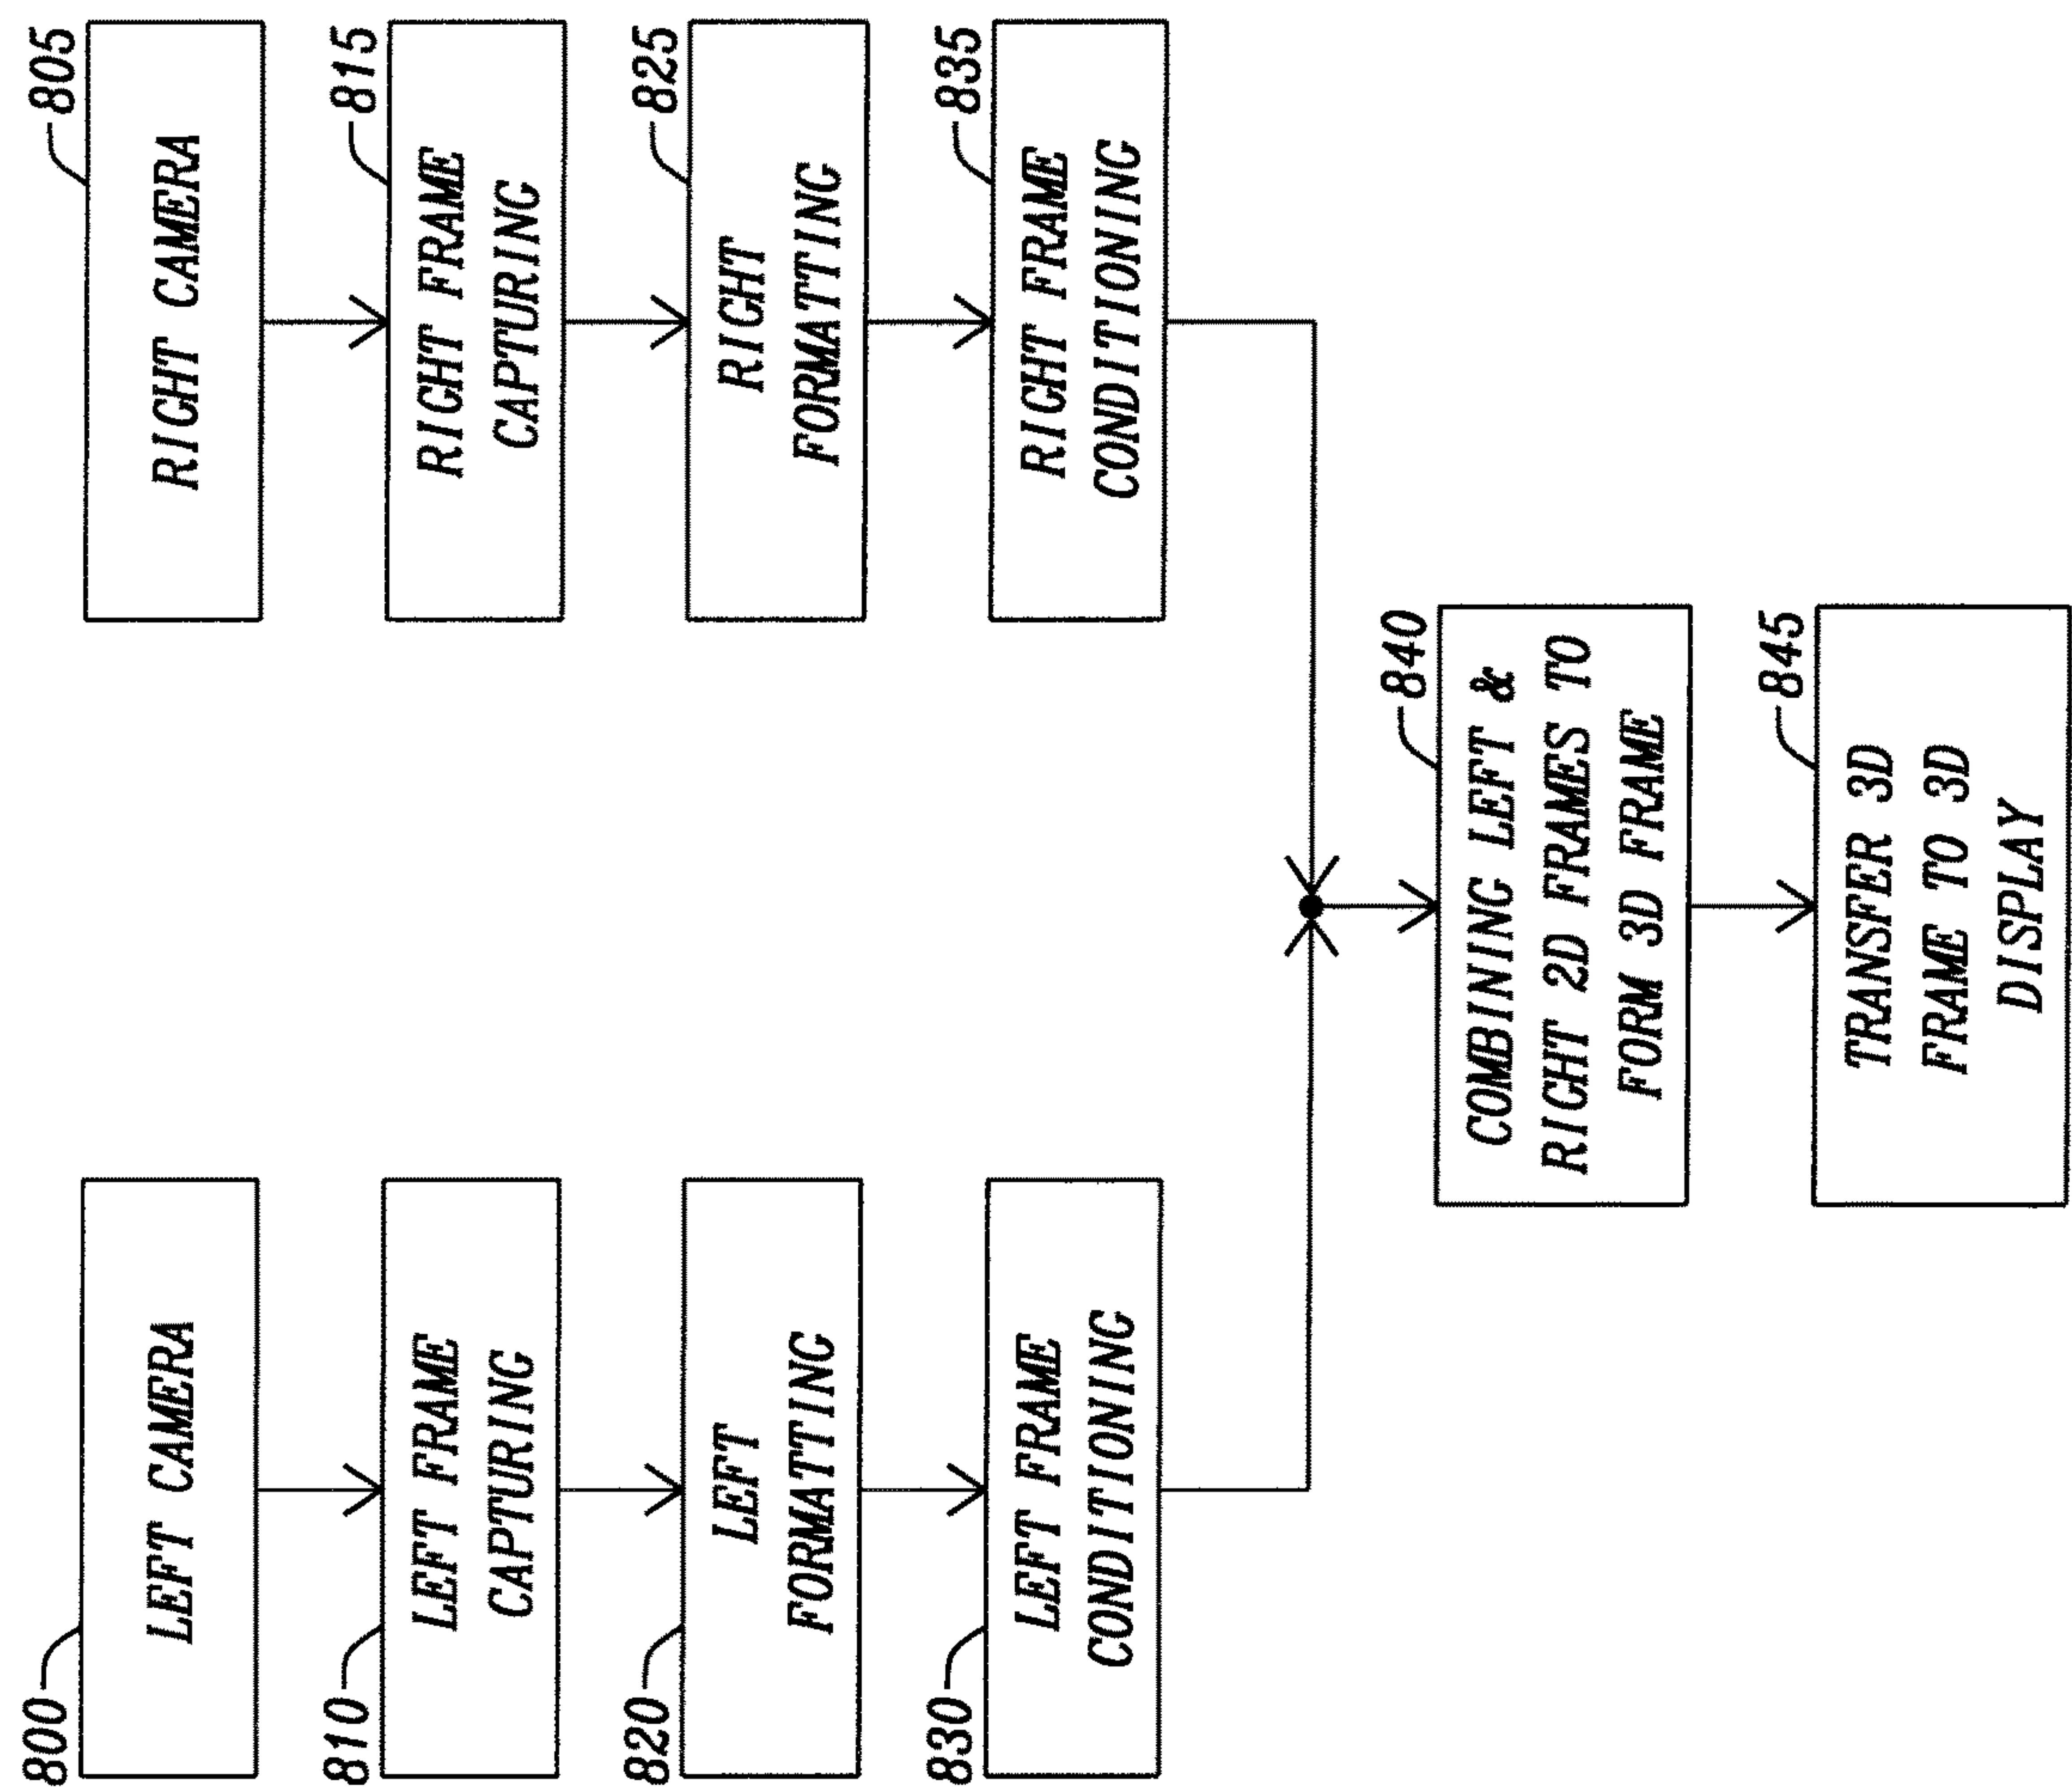 800
LEFT CAMERA
805
RIGHT CAMERA
810
LEFT FRAME
CAPTURING
815
RIGHT FRAME
CAPTURING
820
LEFT
FORMATTING
825
RIGHT
FORMATTING
830
LEFT FRAME
CONDITIONING
835
RIGHT FRAME
CONDITIONING
840
COMBINING LEFT &
RIGHT 2D FRAMES TO
FORM 3D FRAME
845
TRANSFER 3D
FRAME TO 3D
DISPLAY